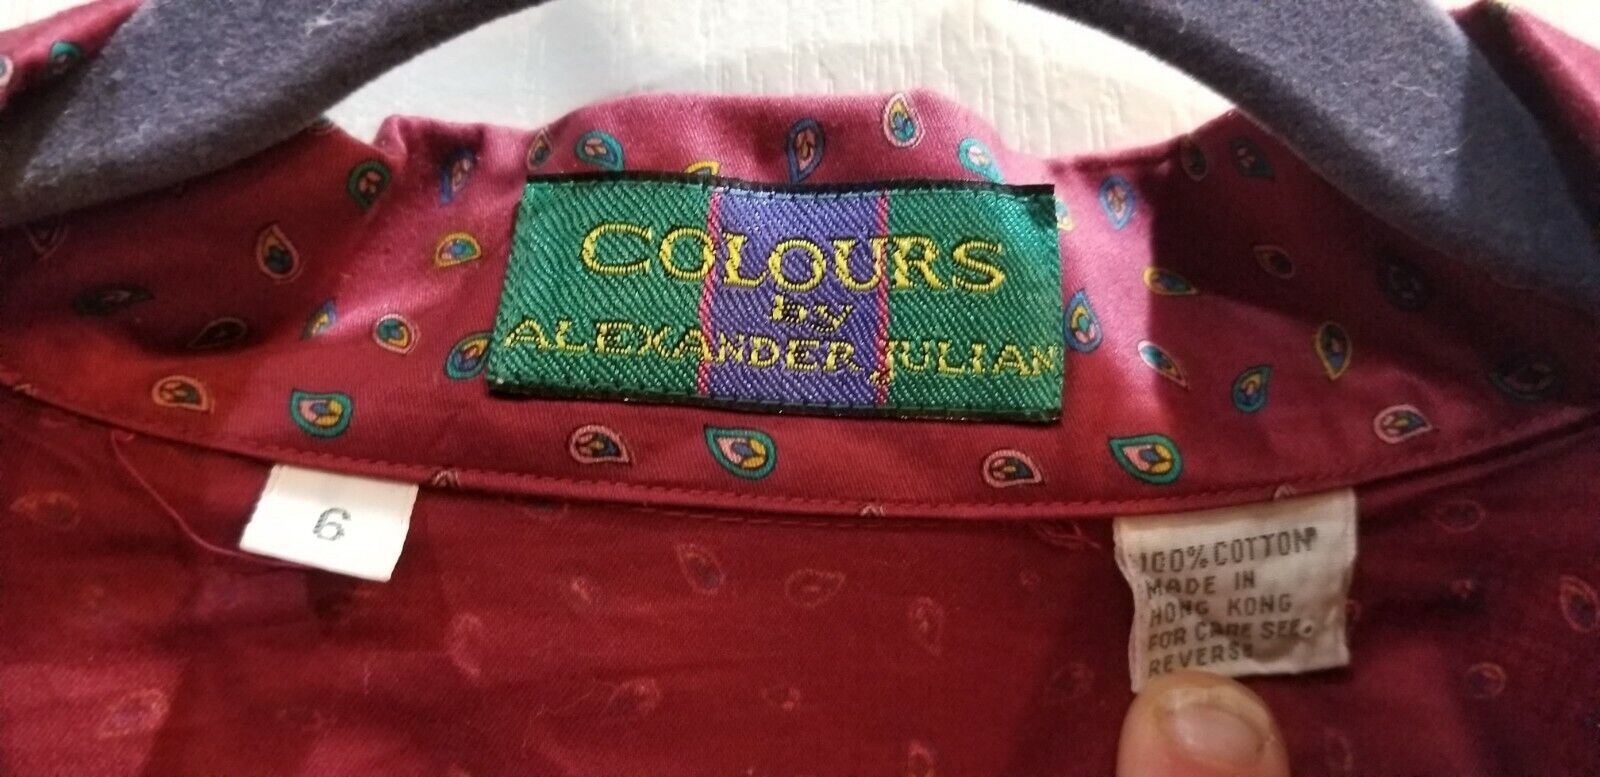 COLOURS
by
ALEXANDER JULIAN
6
100% COTTON
MADE IN
HONG KONG
FOR CARE SEE
REVERSE